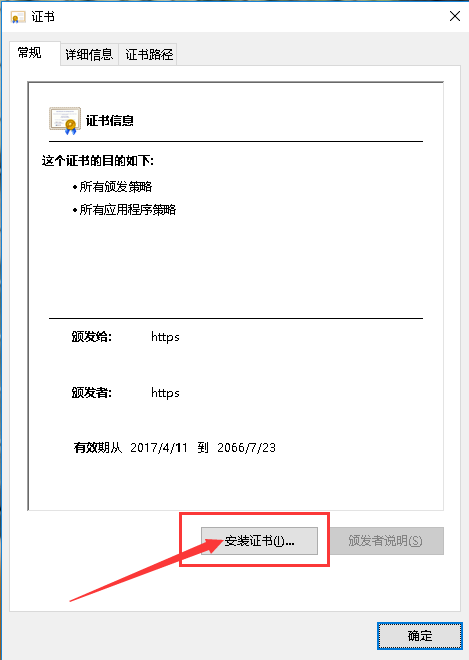 证书
常规 详细信息 证书路径
证书信息
这个证书的目的如下:
•所有颁发策略
•所有应用程序策略
颁发给: https
颁发者: https
有效期从 2017/4/11 到 2066/7/23
安装证书(I)... 颁发者说明(S)
确定